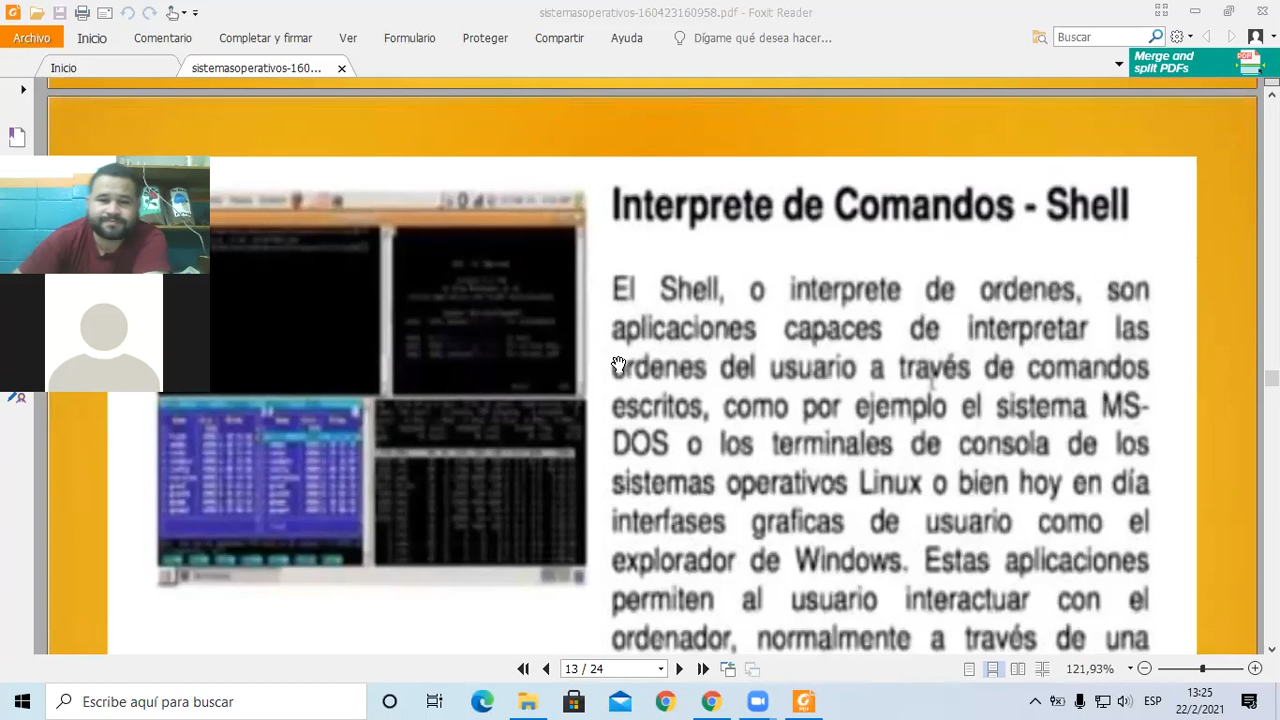 sistemasoperativos-160423160958.pdf - Foxit Reader
Archivo Inicio Comentario Completar y firmar Ver Formulario Proteger Compartir Ayuda Dígame qué desea hacer... Buscar
Inicio sistemasoperativos-160... Merge and
split PDFs
Interprete de Comandos - Shell
El Shell, o interprete de ordenes, son
aplicaciones capaces de interpretar las
ordenes del usuario a través de comandos
escritos, como por ejemplo el sistema MS-
DOS o los terminales de consola de los
sistemas operativos Linux o bien hoy en día
interfases graficas de usuario como el
explorador de Windows. Estas aplicaciones
permiten al usuario interactuar con el
ordenador, normalmente a través de una
13 / 24 121,93%
Escribe aquí para buscar ESP 13:25
22/2/2021